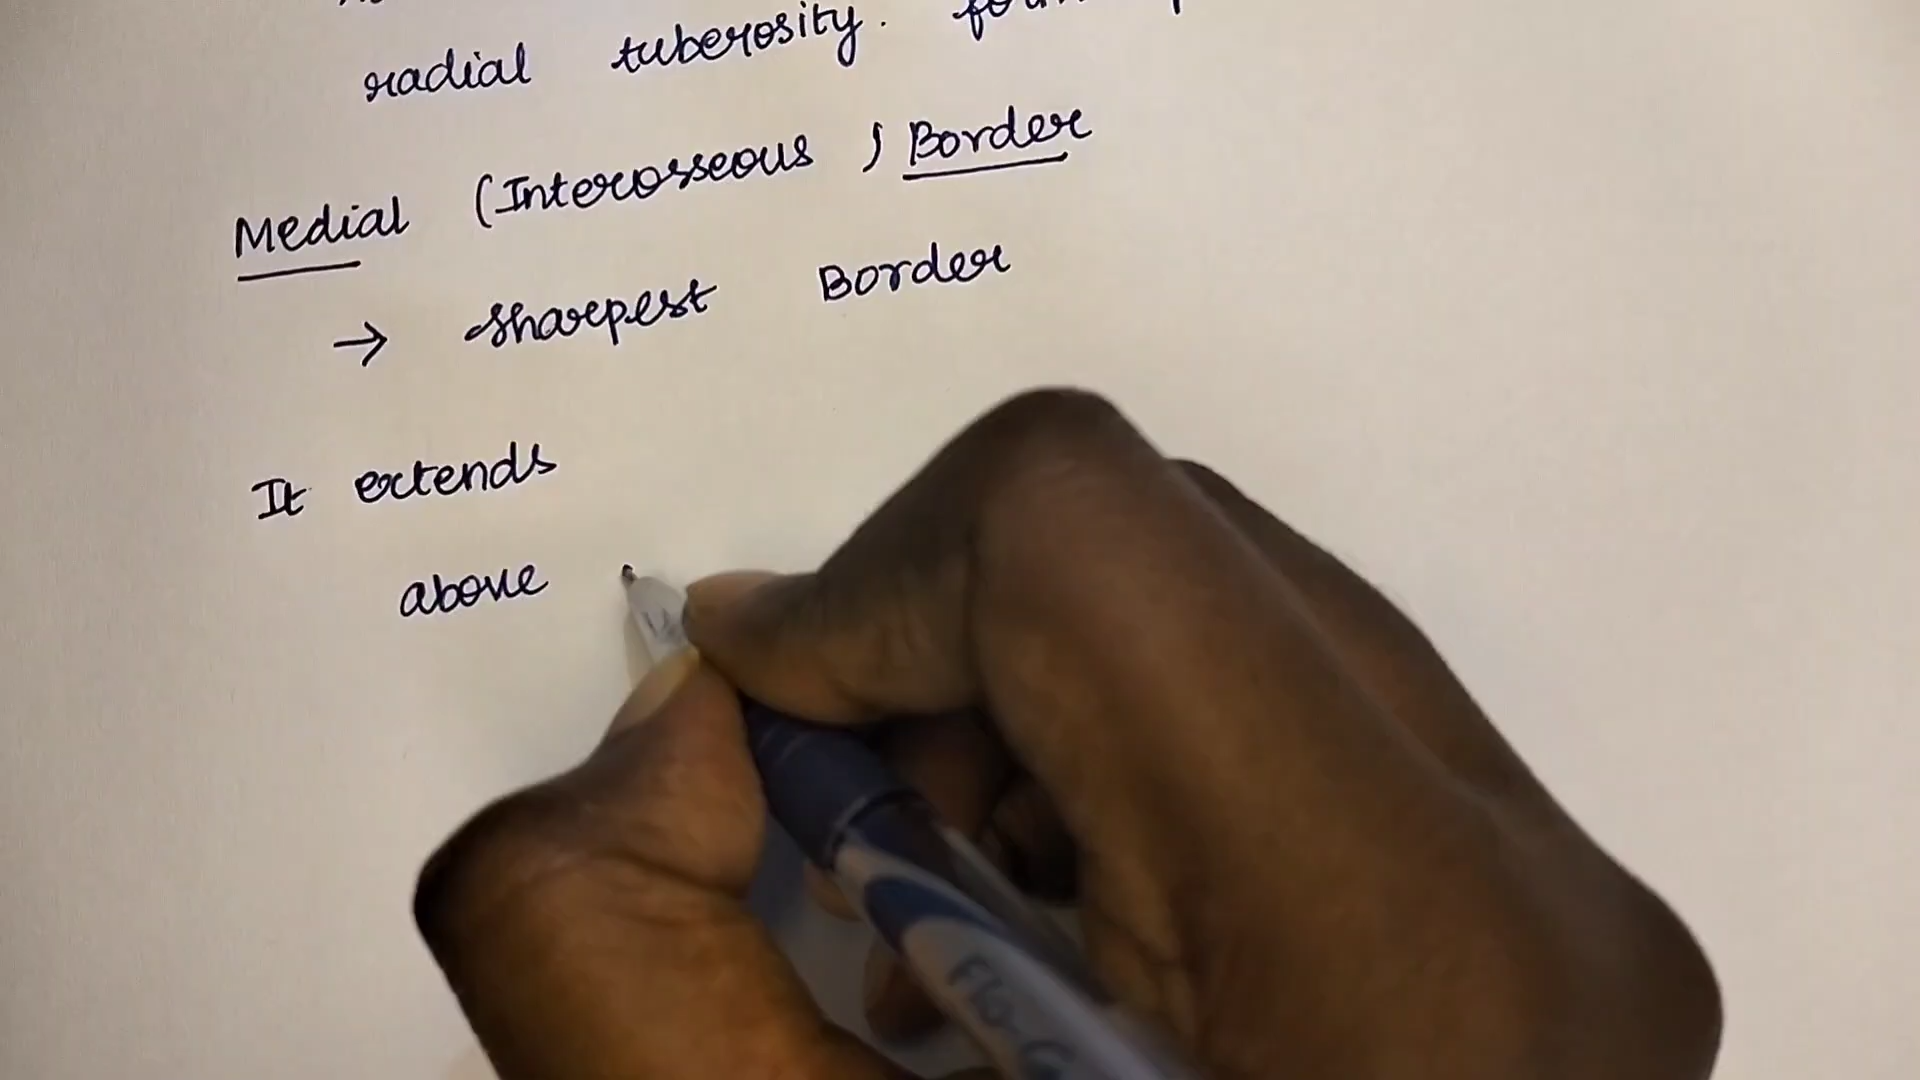 radial tuberosity.
Medial (Interosseous) Border
→ sharpest Border
It extends
above